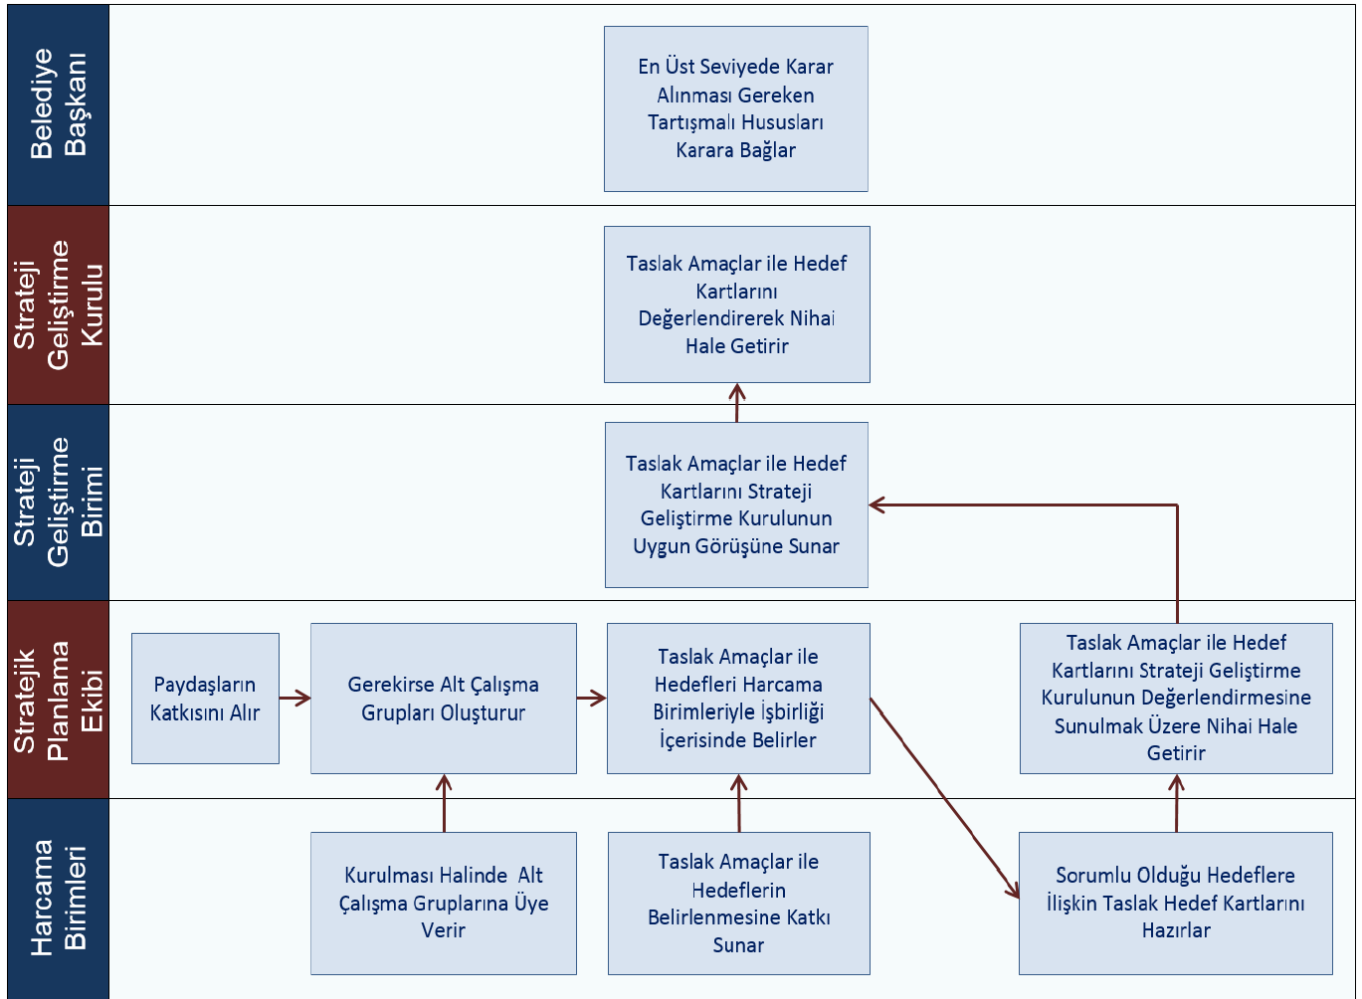 Belediye
Başkanı
En Üst Seviyede Karar
Alınması Gereken
Tartışmalı Hususları
Karara Bağlar
Strateji
Geliştirme
Kurulu
Taslak Amaçlar ile Hedef
Kartlarını
Değerlendirerek Nihai
Hale Getirir
Strateji
Geliştirme
Birimi
Taslak Amaçlar ile Hedef
Kartlarını Strateji
Geliştirme Kurulunun
Uygun Görüşüne Sunar
Stratejik
Planlama
Ekibi
Paydaşların
Katkısını Alır
Gerekirse Alt Çalışma
Grupları Oluşturur
Taslak Amaçlar ile
Hedefleri Harcama
Birimleriyle İşbirliği
İçerisinde Belirler
Taslak Amaçlar ile Hedef
Kartlarını Strateji Geliştirme
Kurulunun Değerlendirmesine
Sunulmak Üzere Nihai Hale
Getirir
Harcama
Birimleri
Kurulması Halinde Alt
Çalışma Gruplarına Üye
Verir
Taslak Amaçlar ile
Hedeflerin
Belirlenmesine Katkı
Sunar
Sorumlu Olduğu Hedeflere
İlişkin Taslak Hedef Kartlarını
Hazırlar